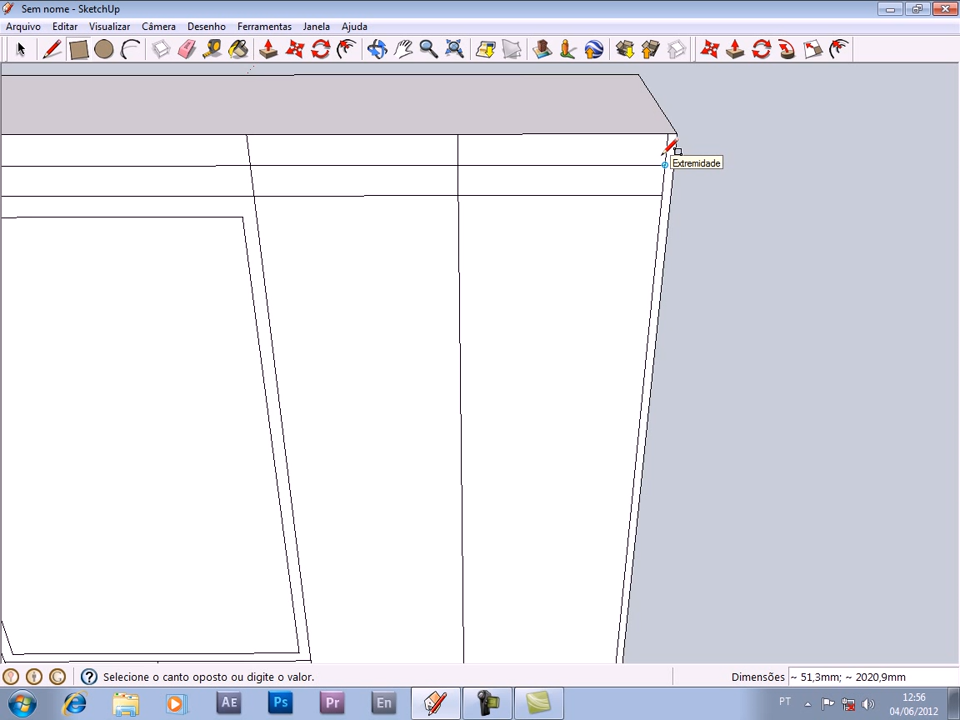 Sem nome - SketchUp
Arquivo Editar Visualizar Câmera Desenho Ferramentas Janela Ajuda
Extremidade
Selecione o canto oposto ou digite o valor. Dimensões ~ 51,3mm; ~ 2020,9mm
AE Ps Pr En PT 12:56
04/06/2012